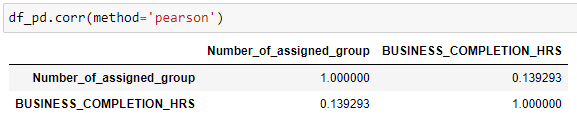 df_pd.corr(method='pearson')
Number_of_assigned_group BUSINESS_COMPLETION_HRS
Number_of_assigned_group 1.000000 0.139293
BUSINESS_COMPLETION_HRS 0.139293 1.000000